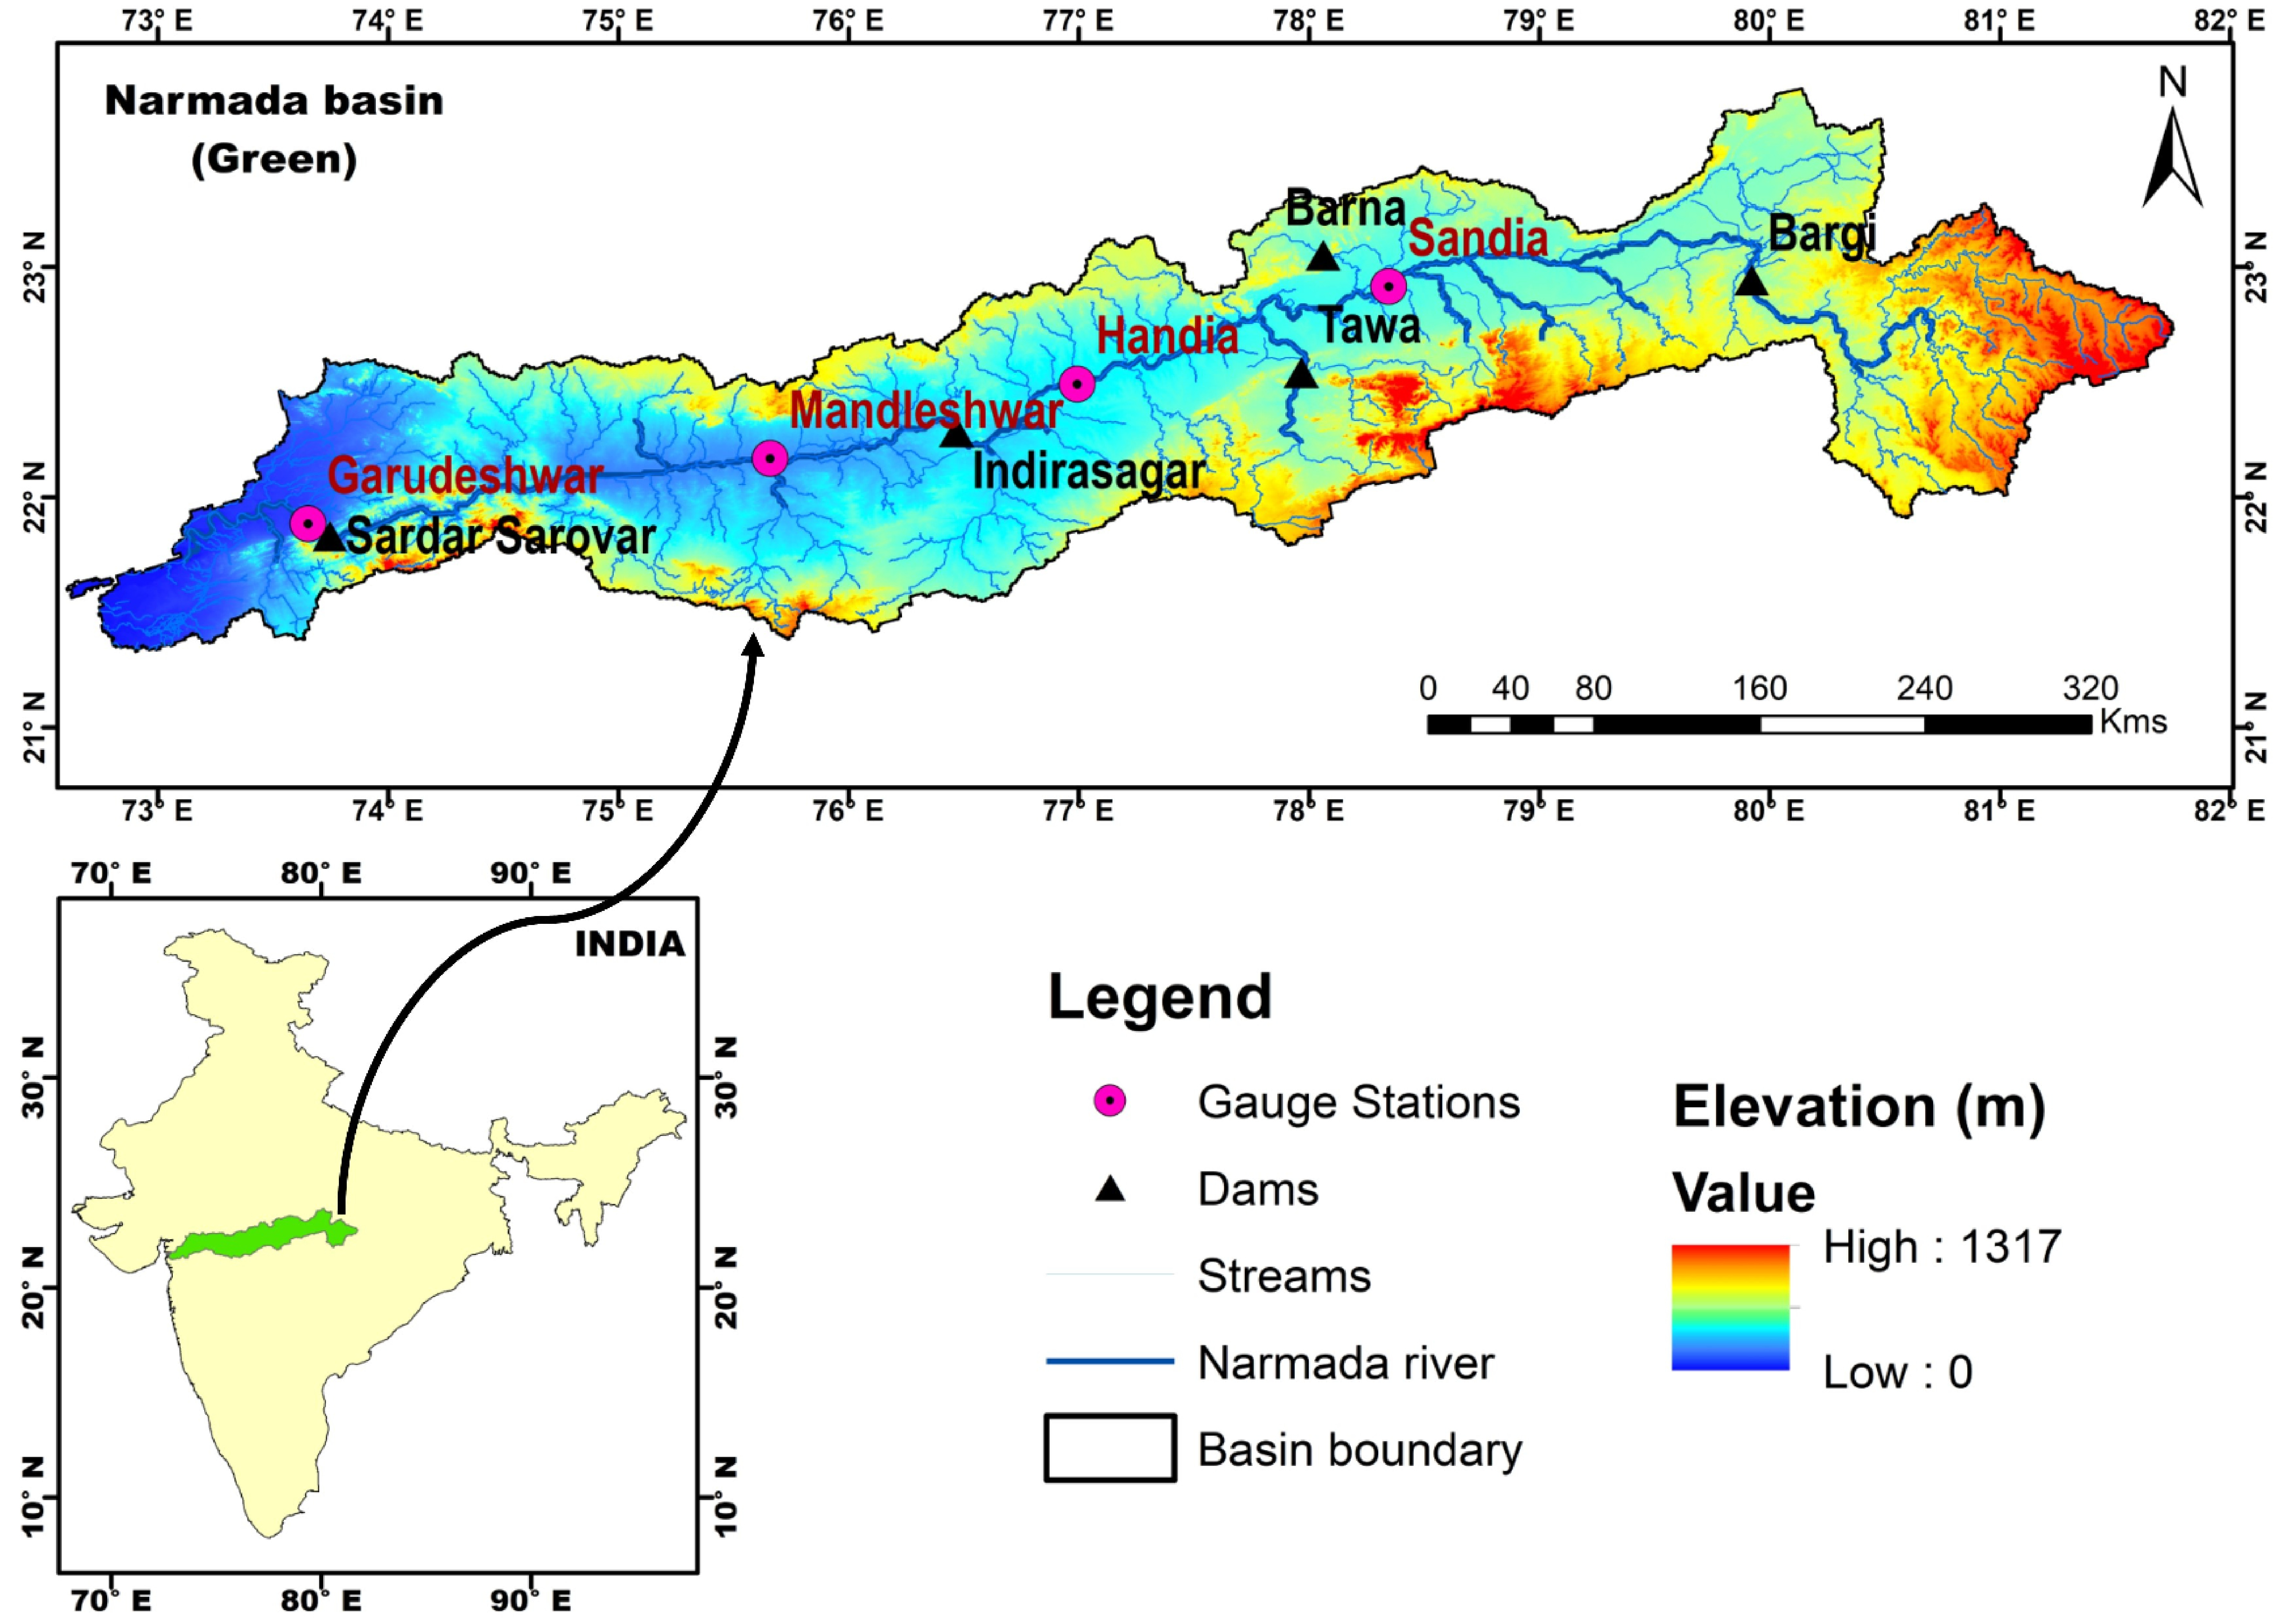 73° E 74° E 75° E 76° E 77° E 78° E 79° E 80° E 81° E 82° E
Narmada basin
(Green)
N
Barna
Sandia
Bargi
23° N
23° N
Tawa
Handia
Mandleshwar
Indirasagar
Garudeshwar
22° N
22° N
Sardar Sarovar
0 40 80 160 240 320
Kms
21° N
21° N
73° E 74° E 75° E 76° E 77° E 78° E 79° E 80° E 81° E 82° E
70° E 80° E 90° E
INDIA
30° N
30° N
20° N
20° N
10° N
10° N
70° E 80° E 90° E
Legend
Gauge Stations
Dams
Streams
Narmada river
Basin boundary
Elevation (m)
Value
High : 1317
Low : 0